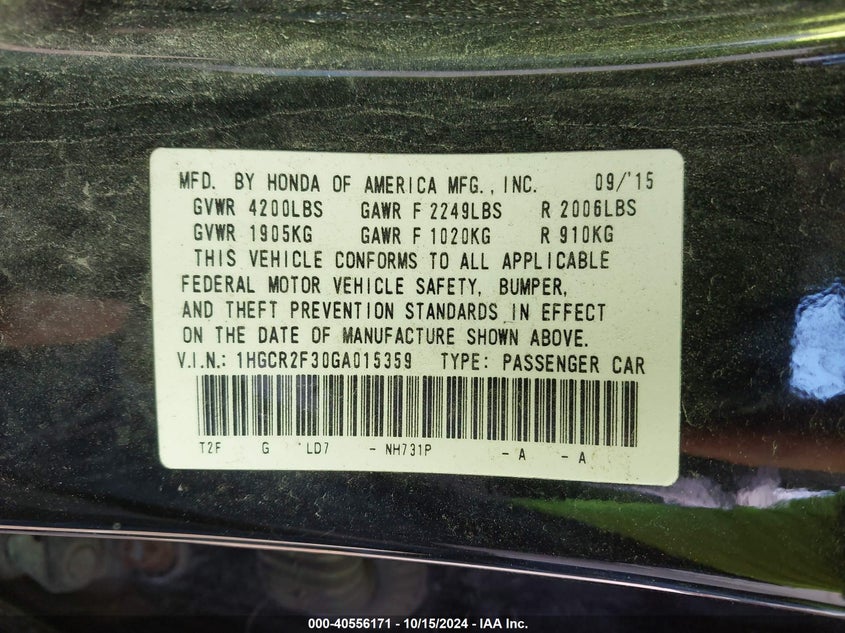 MFD. BY HONDA OF AMERICA MFG., INC. 09/'15
GVWR 4200LBS GAWR F 2249LBS R 2006LBS
GVWR 1905KG GAWR F 1020KG R 910KG
THIS VEHICLE CONFORMS TO ALL APPLICABLE
FEDERAL MOTOR VEHICLE SAFETY, BUMPER,
AND THEFT PREVENTION STANDARDS IN EFFECT
ON THE DATE OF MANUFACTURE SHOWN ABOVE.
V.I.N.: 1HGCR2F30GA015359 TYPE: PASSENGER CAR
T2F G LD7 - NH731P - A - A
000-40556171 - 10/15/2024 - IAA Inc.